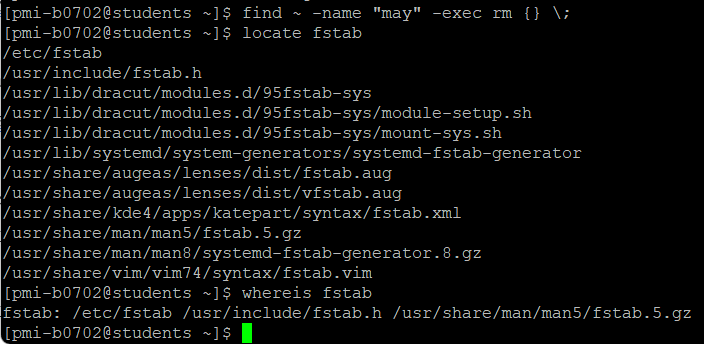 [pmi-b0702@students ~]$ find ~ -name "may" -exec rm {} \;
[pmi-b0702@students ~]$ locate fstab
/etc/fstab
/usr/include/fstab.h
/usr/lib/dracut/modules.d/95fstab-sys
/usr/lib/dracut/modules.d/95fstab-sys/module-setup.sh
/usr/lib/dracut/modules.d/95fstab-sys/mount-sys.sh
/usr/lib/systemd/system-generators/systemd-fstab-generator
/usr/share/augeas/lenses/dist/fstab.aug
/usr/share/augeas/lenses/dist/vfstab.aug
/usr/share/kde4/apps/katepart/syntax/fstab.xml
/usr/share/man/man5/fstab.5.gz
/usr/share/man/man8/systemd-fstab-generator.8.gz
/usr/share/vim/vim74/syntax/fstab.vim
[pmi-b0702@students ~]$ whereis fstab
fstab: /etc/fstab /usr/include/fstab.h /usr/share/man/man5/fstab.5.gz
[pmi-b0702@students ~]$